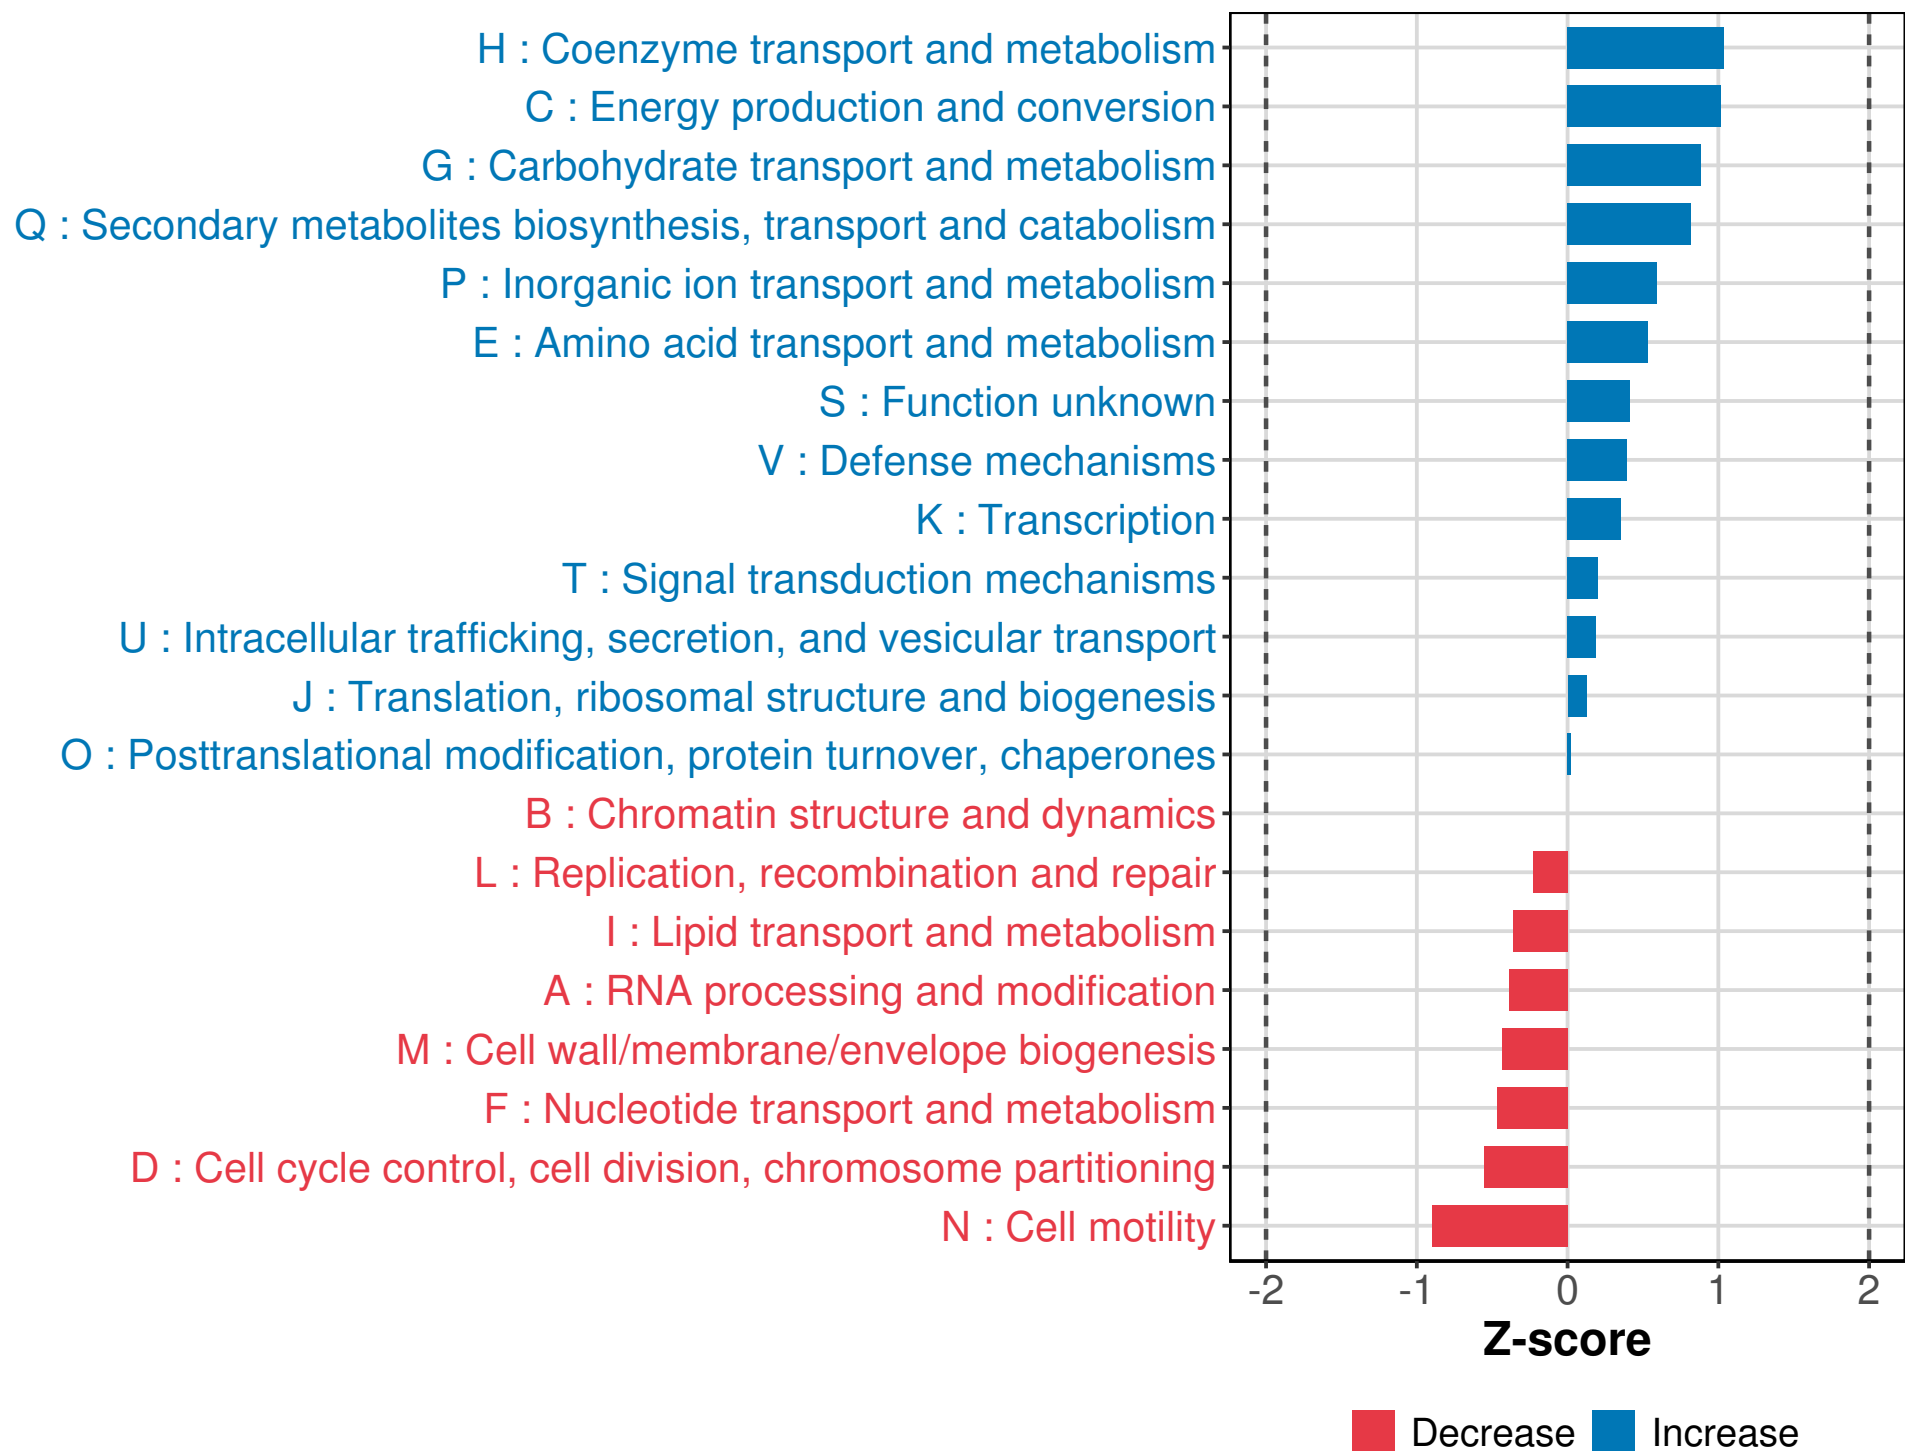 H : Coenzyme transport and metabolism
C : Energy production and conversion
G : Carbohydrate transport and metabolism
Q : Secondary metabolites biosynthesis, transport and catabolism
P : Inorganic ion transport and metabolism
E : Amino acid transport and metabolism
S : Function unknown
V : Defense mechanisms
K : Transcription
T : Signal transduction mechanisms
U : Intracellular trafficking, secretion, and vesicular transport
J : Translation, ribosomal structure and biogenesis
O : Posttranslational modification, protein turnover, chaperones
B : Chromatin structure and dynamics
L : Replication, recombination and repair
I : Lipid transport and metabolism
A : RNA processing and modification
M : Cell wall/membrane/envelope biogenesis
F : Nucleotide transport and metabolism
D : Cell cycle control, cell division, chromosome partitioning
N : Cell motility
-2 -1 0 1 2
Z-score
Decrease Increase